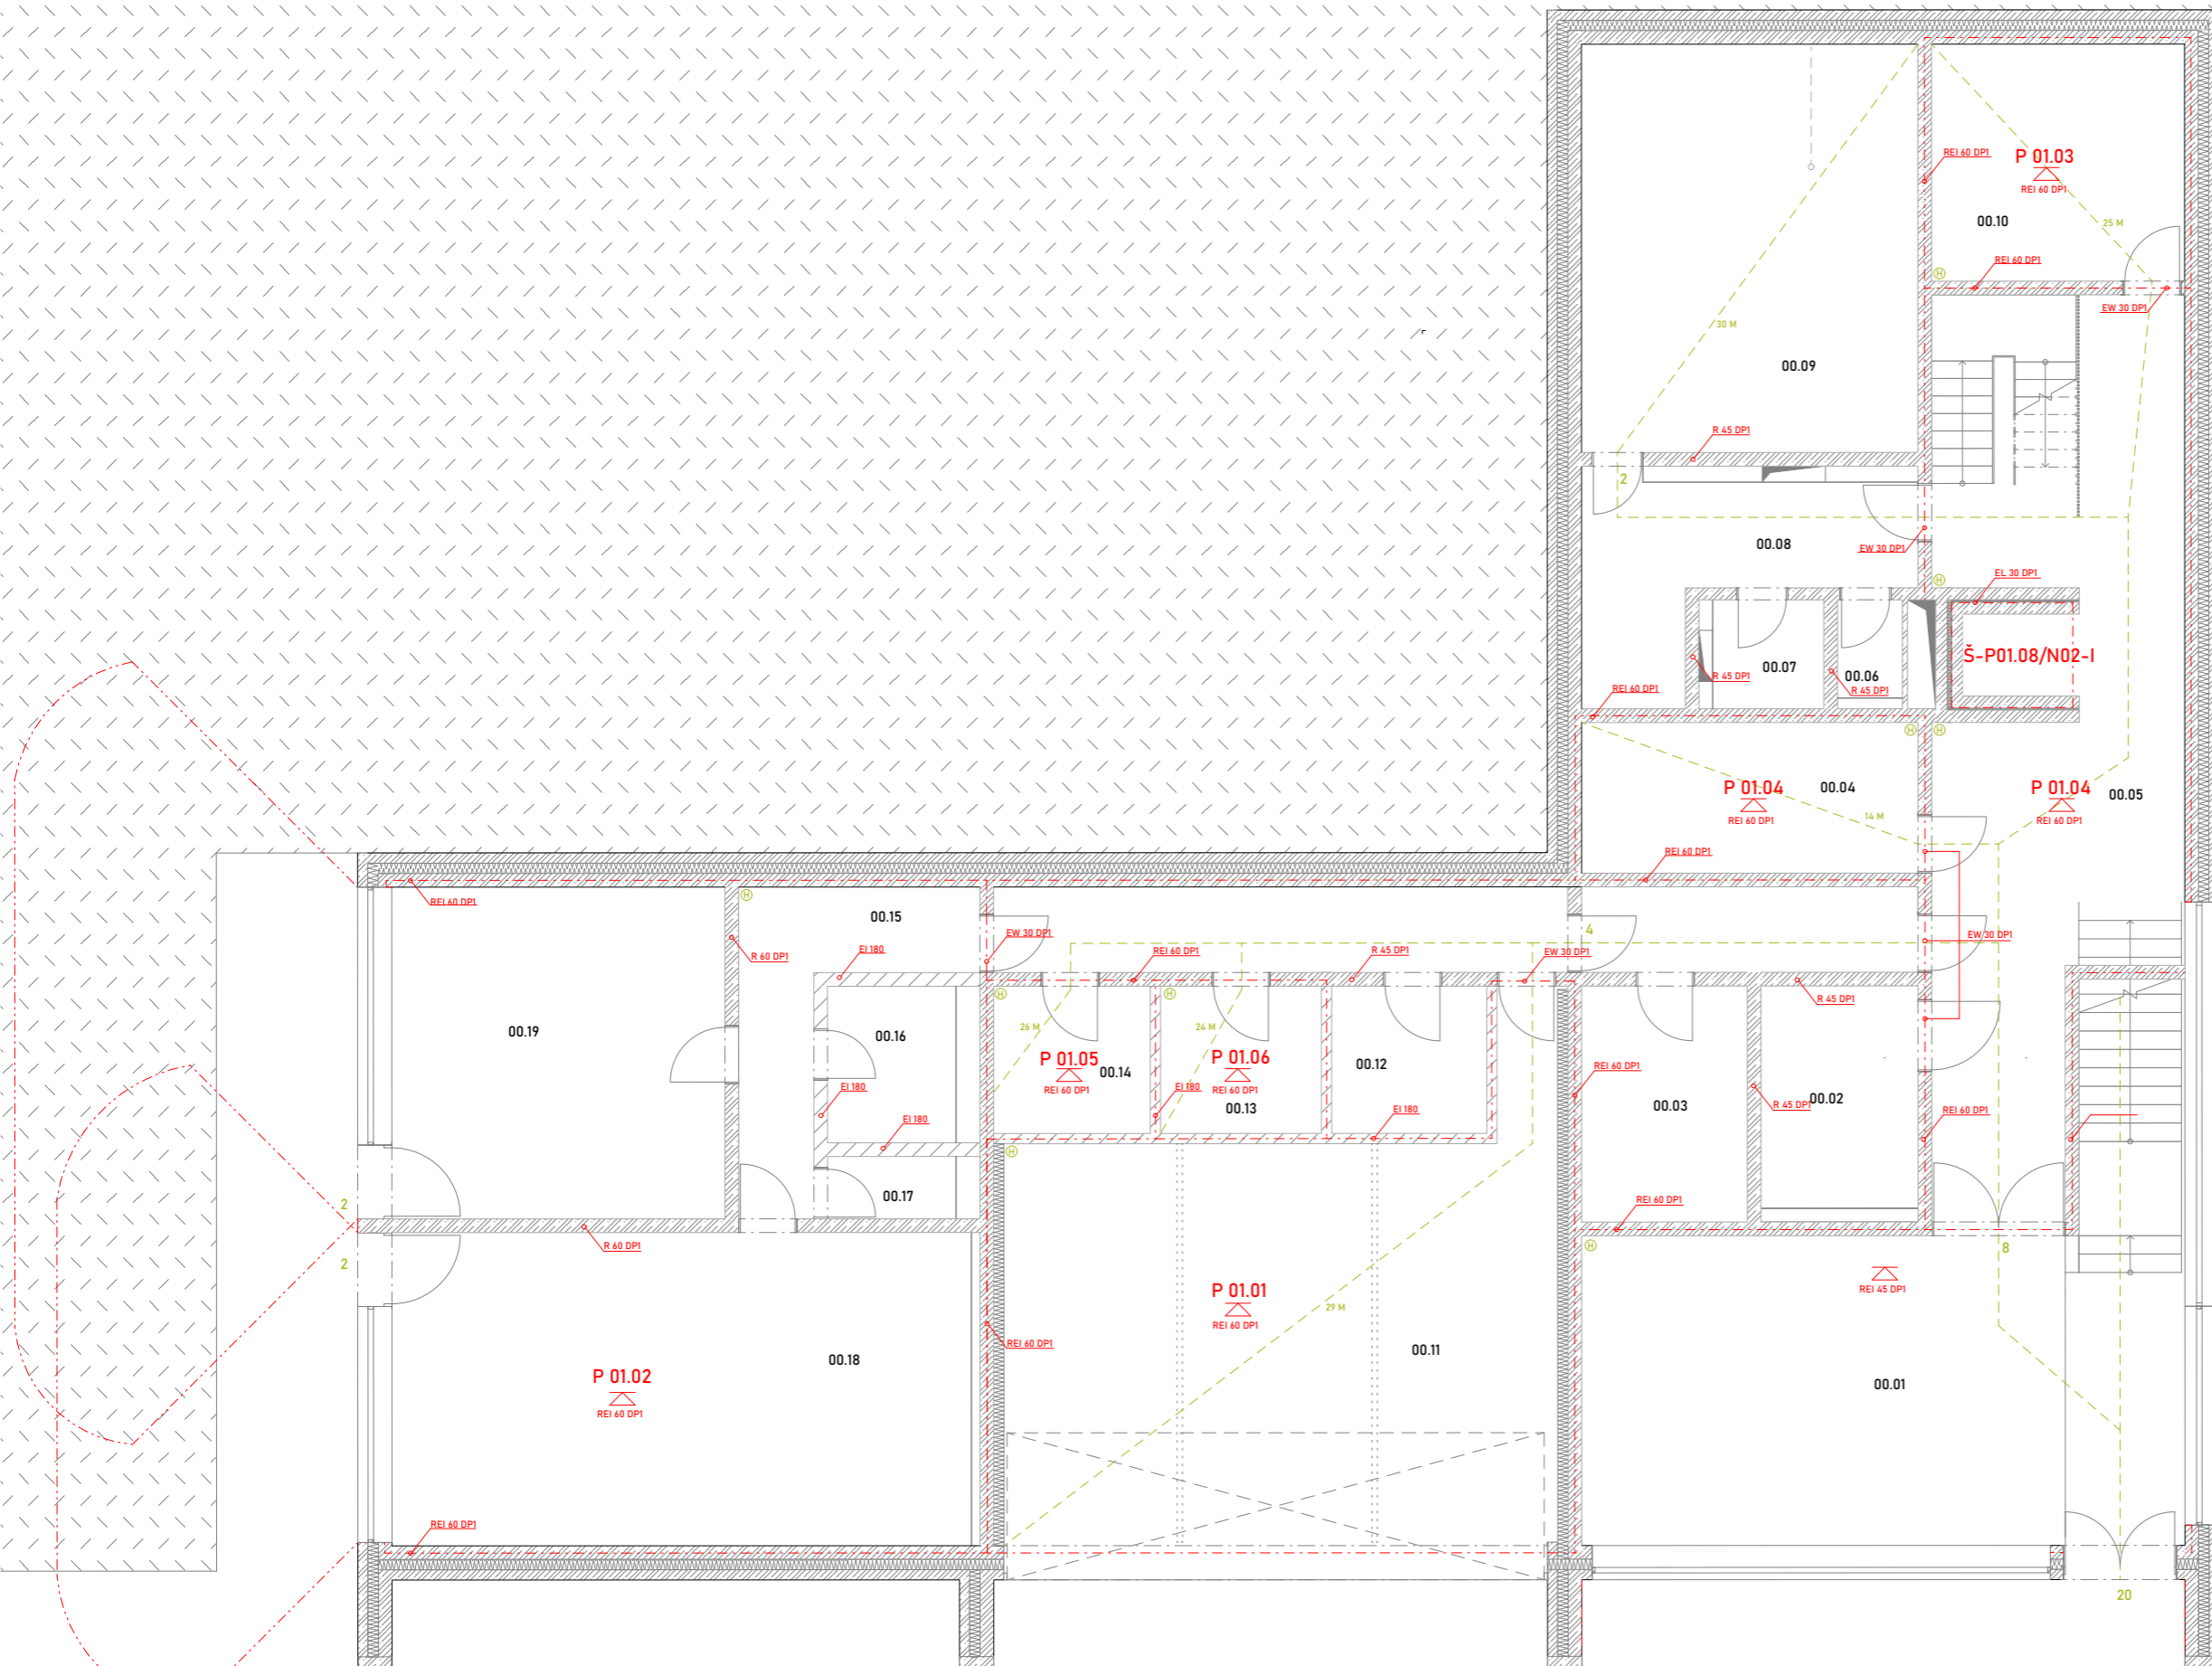 REI 60 DP1
P 01.03
REI 60 DP1
00.10
25 M
H
REI 60 DP1
EW 30 DP1
30 M
00.09
R 45 DP1
2
00.08
EW 30 DP1
H
EL 30 DP1
Š-P01.08/N02-I
00.07
R 45 DP1
00.06
R 45 DP1
REI 60 DP1
H
H
P 01.04
REI 60 DP1
00.04
14 M
P 01.04
REI 60 DP1
00.05
REI 60 DP1
REI 60 DP1
H
00.15
R 60 DP1
EI 180
EW 30 DP1
REI 60 DP1
R 45 DP1
4
EW 30 DP1
EW 30 DP1
H
H
R 45 DP1
00.19
00.16
26 M
24 M
P 01.05
REI 60 DP1
00.14
P 01.06
REI 60 DP1
EI 180
00.13
00.12
REI 60 DP1
EI 180
EI 180
EI 180
00.03
R 45 DP1
00.02
REI 60 DP1
H
2
00.17
REI 60 DP1
R 60 DP1
2
H
8
REI 45 DP1
P 01.01
REI 60 DP1
29 M
REI 60 DP1
00.11
00.18
P 01.02
REI 60 DP1
00.01
REI 60 DP1
20